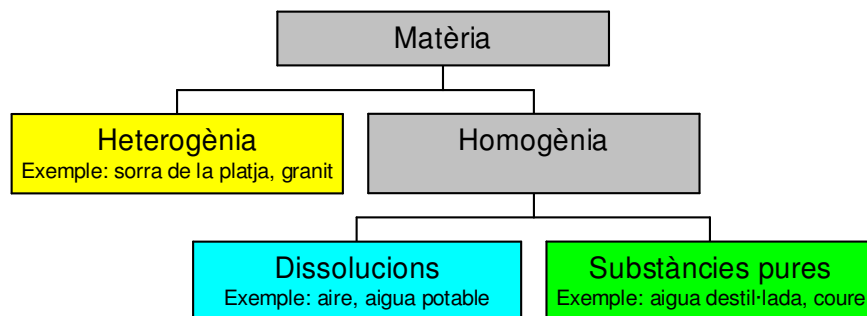 Matèria
Heterogènia
Exemple: sorra de la platja, granit
Homogènia
Dissolucions
Exemple: aire, aigua potable
Substàncies pures
Exemple: aigua destil·lada, coure